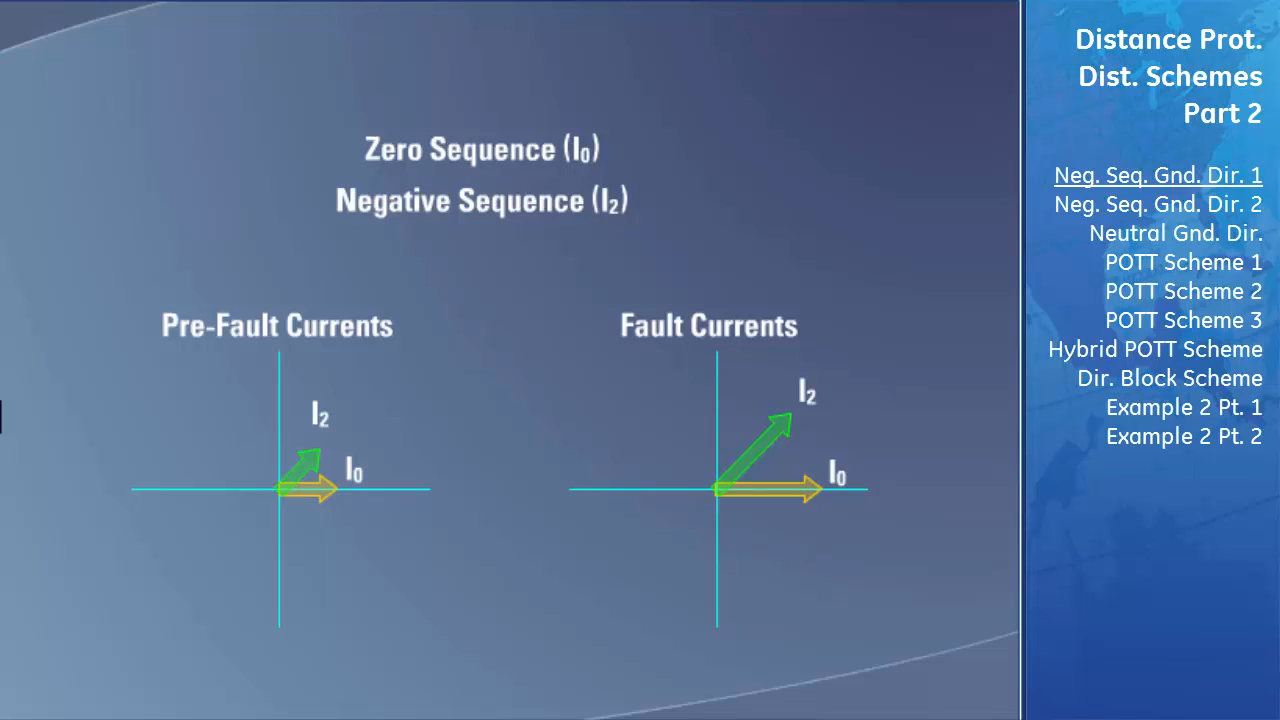 Zero Sequence (I₀)
Negative Sequence (I₂)
Pre-Fault Currents
I₂
I₀
Fault Currents
I₂
I₀
Distance Prot.
Dist. Schemes
Part 2
Neg. Seq. Gnd. Dir. 1
Neg. Seq. Gnd. Dir. 2
Neutral Gnd. Dir.
POTT Scheme 1
POTT Scheme 2
POTT Scheme 3
Hybrid POTT Scheme
Dir. Block Scheme
Example 2 Pt. 1
Example 2 Pt. 2